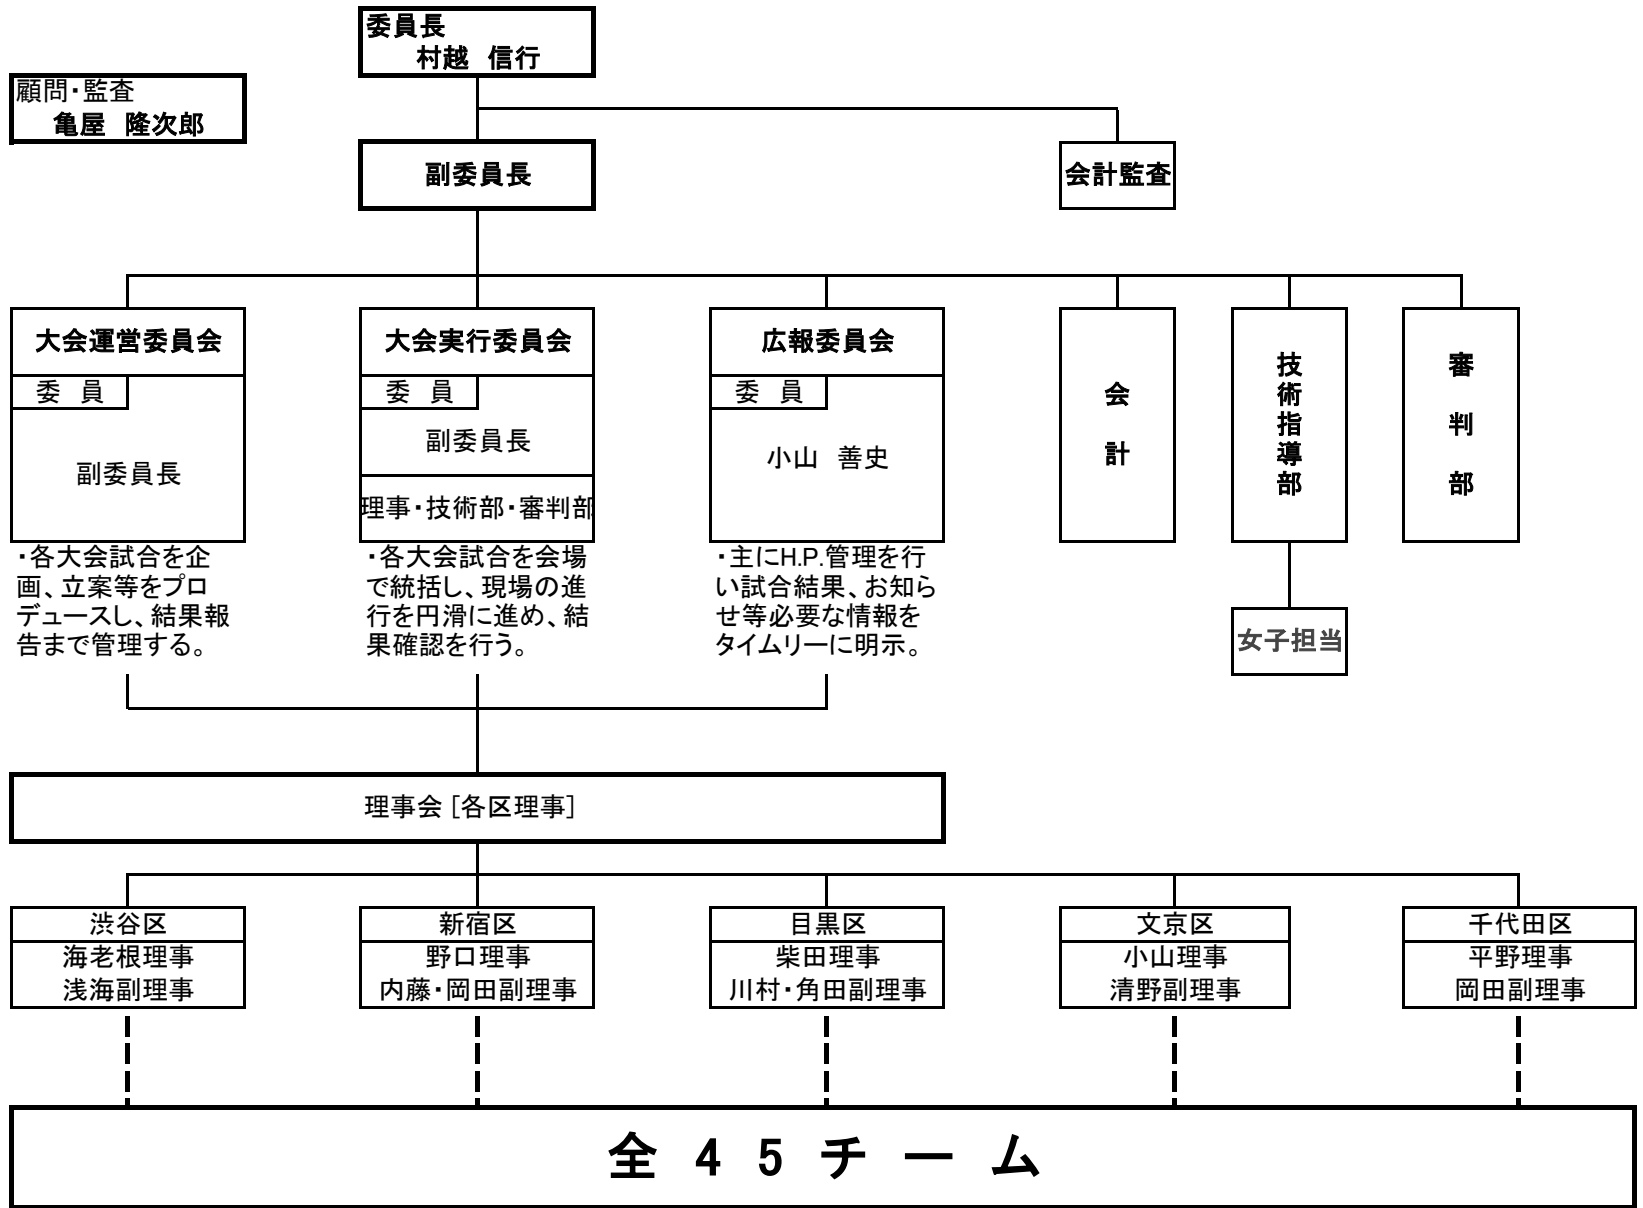 委員長
村越　信行
顧問・監査
亀屋　隆次郎
副委員長
会計監査
大会運営委員会
委　員
副委員長
・各大会試合を企
画、立案等をプロ
デュースし、結果報
告まで管理する。
大会実行委員会
委　員
副委員長
理事・技術部・審判部
・各大会試合を会場
で統括し、現場の進
行を円滑に進め、結
果確認を行う。
広報委員会
委　員
小山　善史
・主にH.P.管理を行
い試合結果、お知ら
せ等必要な情報を
タイムリーに明示。
会計
技術指導部
審判部
女子担当
理事会 [各区理事]
渋谷区
海老根理事
浅海副理事
新宿区
野口理事
内藤・岡田副理事
目黒区
柴田理事
川村・角田副理事
文京区
小山理事
清野副理事
千代田区
平野理事
岡田副理事
全４５チーム